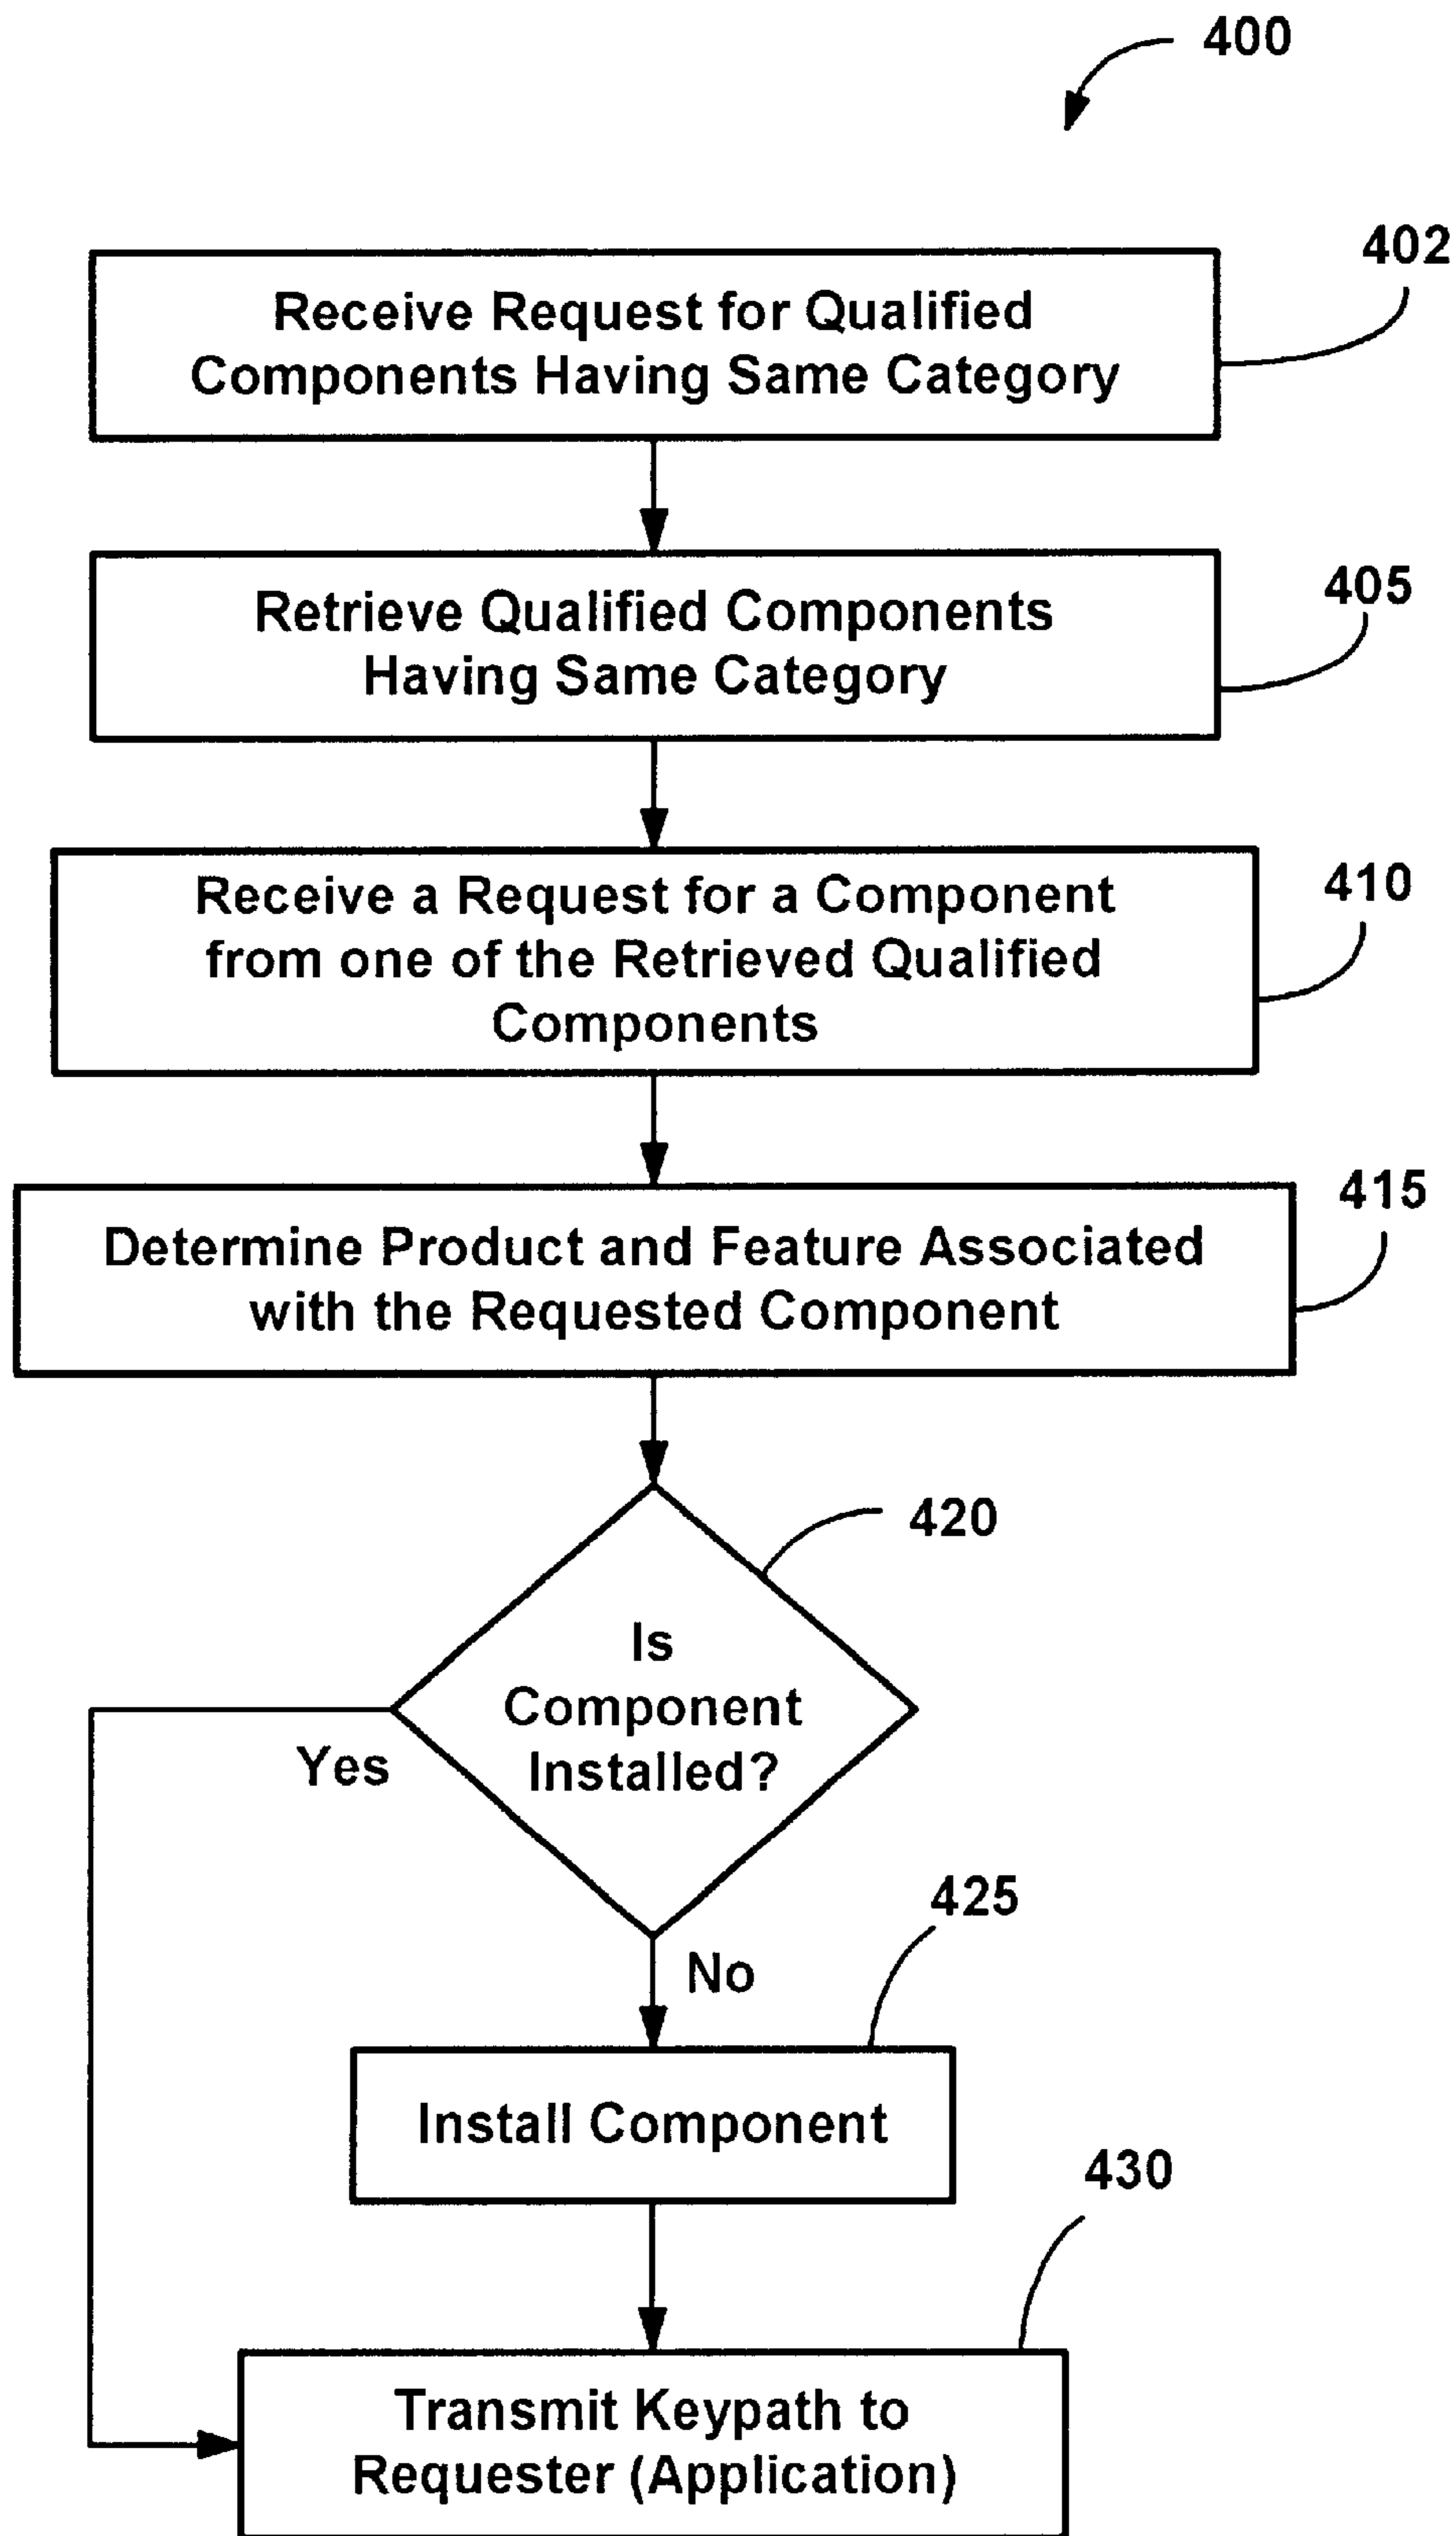 400
402
Receive Request for Qualified
Components Having Same Category
405
Retrieve Qualified Components
Having Same Category
410
Receive a Request for a Component
from one of the Retrieved Qualified
Components
415
Determine Product and Feature Associated
with the Requested Component
420
Is
Component
Installed?
Yes
No
425
Install Component
430
Transmit Keypath to
Requester (Application)